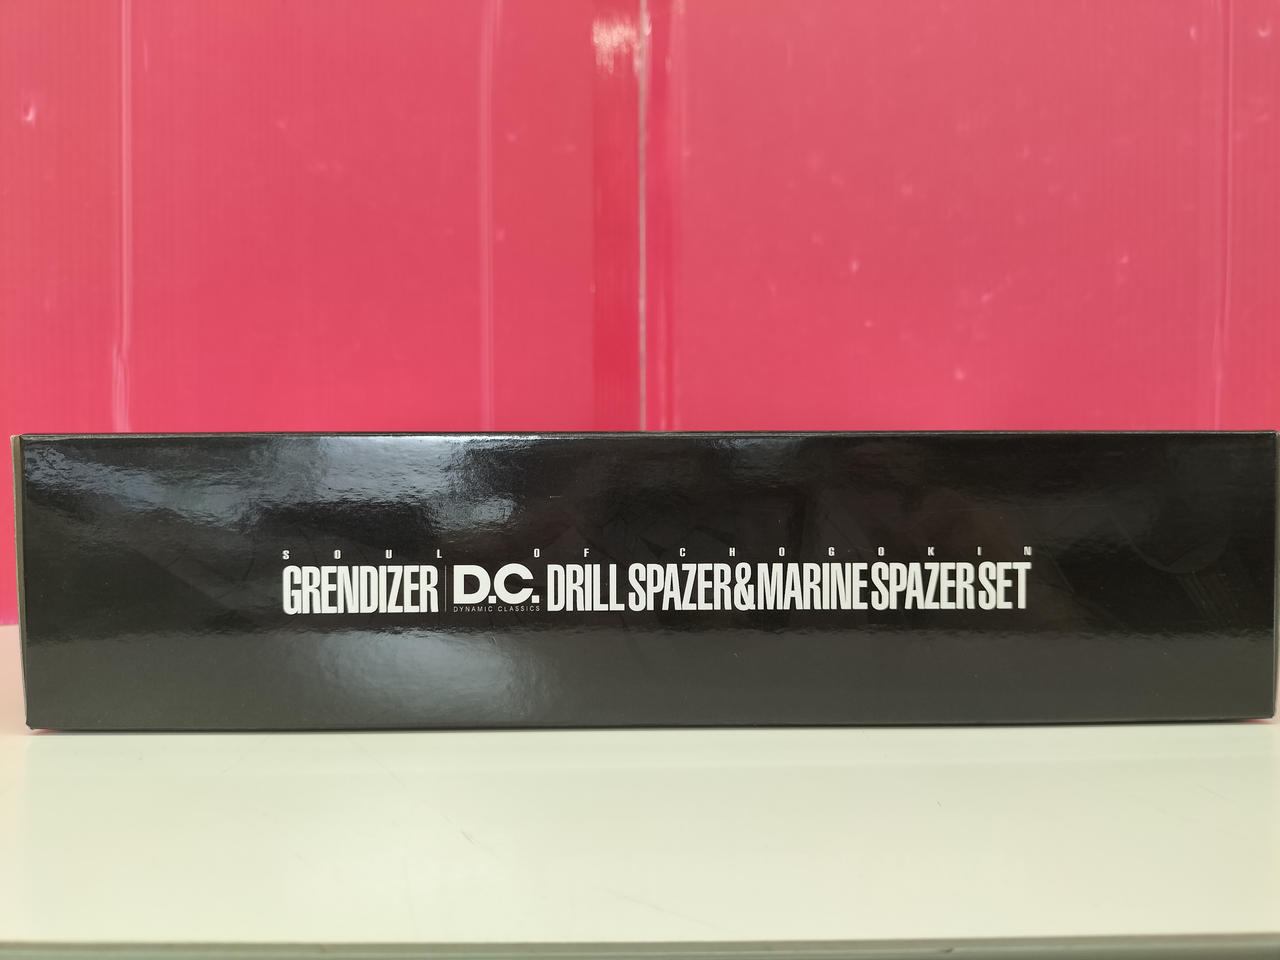 SOUL OF CHOGOKIN
GRENDIZER D.C. DRILL SPAZER&MARINE SPAZER SET
DYNAMIC CLASSICS